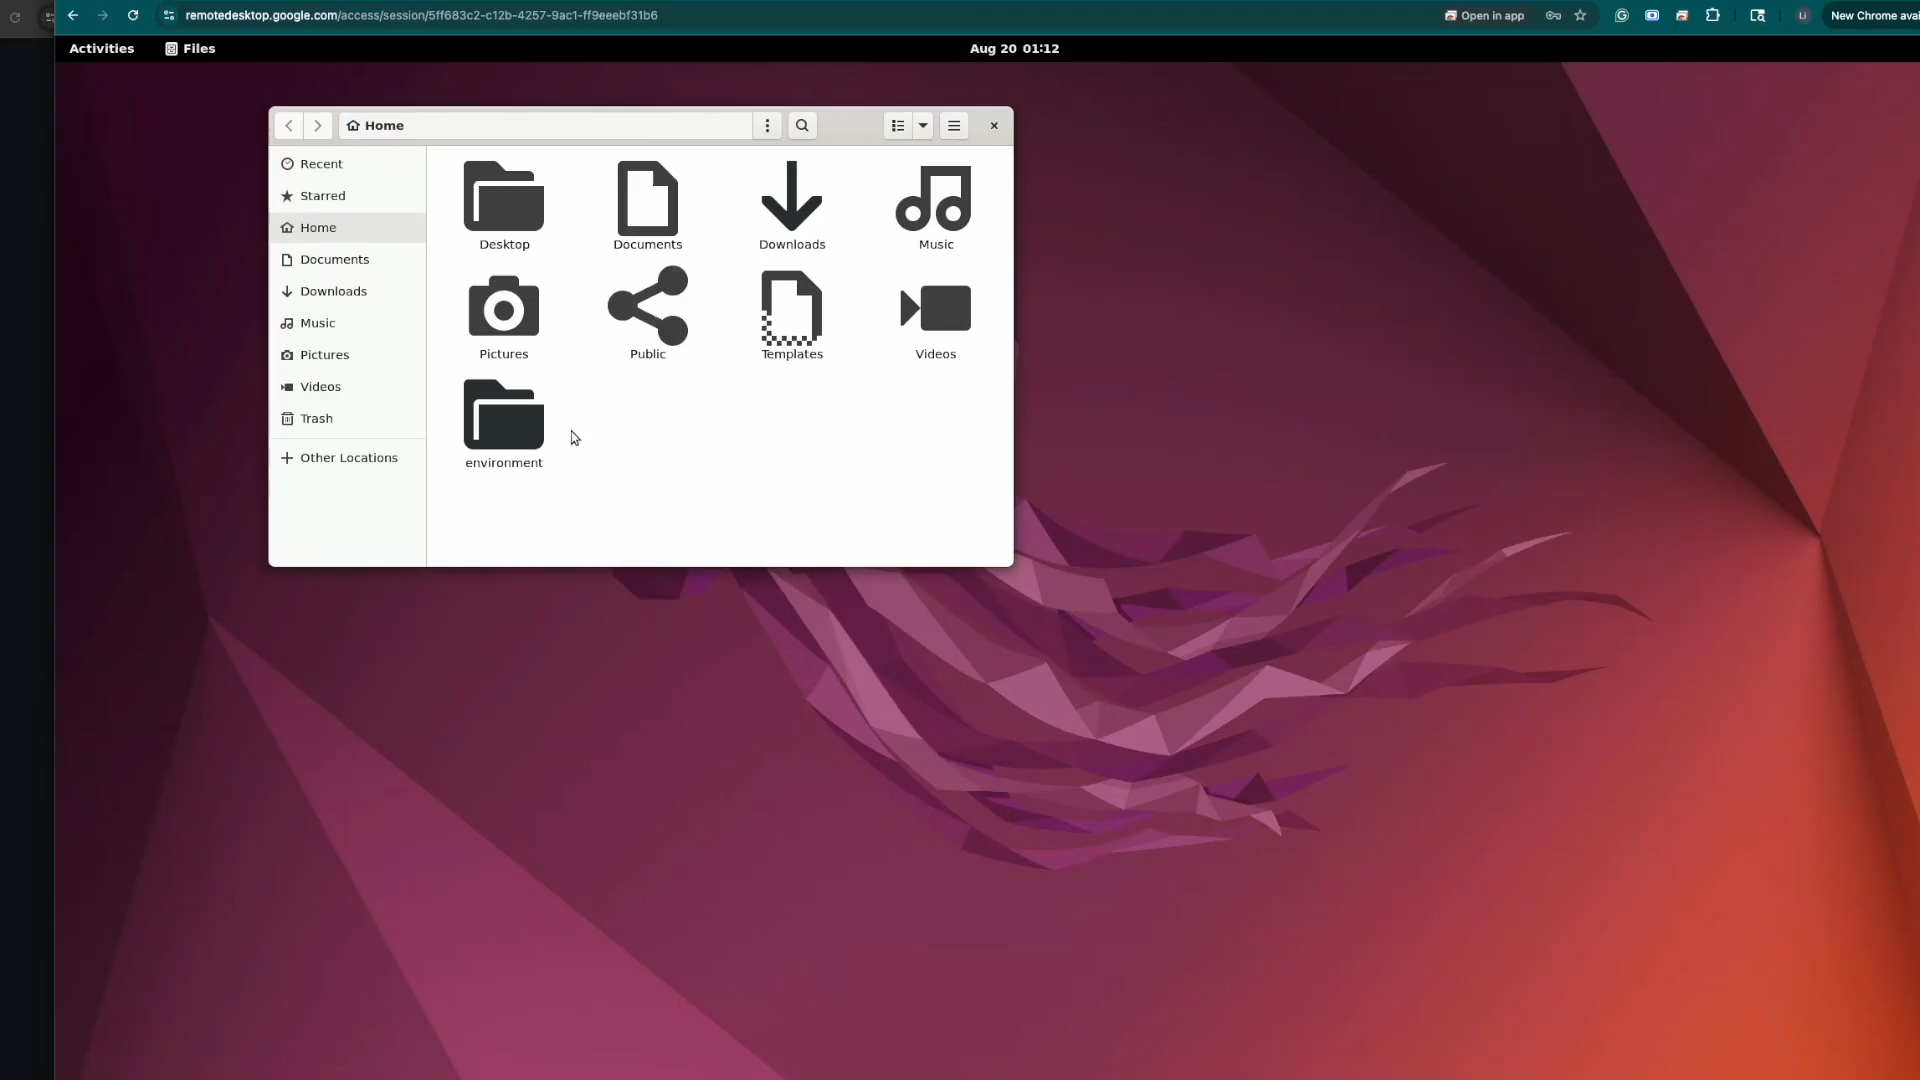 remotedesktop.google.com/access/session/5ff683c2-c12b-4257-9ac1-ff9eeebf31b6
Open in app
Li
New Chrome avai
Activities
Files
Aug 20 01:12
Home
Recent
Starred
Home
Documents
Downloads
Music
Pictures
Videos
Trash
Other Locations
Desktop
Documents
Downloads
Music
Pictures
Public
Templates
Videos
environment